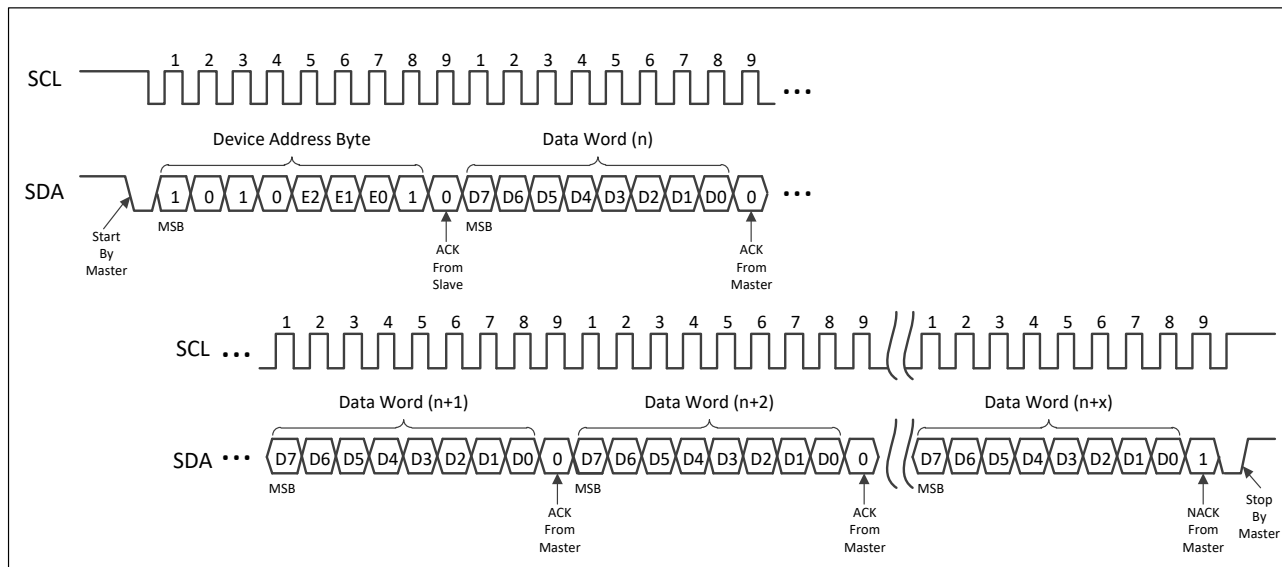 1 2 3 4 5 6 7 8 9 1 2 3 4 5 6 7 8 9
SCL ...
Device Address Byte Data Word (n)
SDA 1 0 1 0 E2 E1 E0 1 0 D7 D6 D5 D4 D3 D2 D1 D0 0 ...
MSB MSB
Start
By
Master
ACK
From
Slave
ACK
From
Master
1 2 3 4 5 6 7 8 9 1 2 3 4 5 6 7 8 9 1 2 3 4 5 6 7 8 9
SCL ...
Data Word (n+1) Data Word (n+2) Data Word (n+x)
SDA ... D7 D6 D5 D4 D3 D2 D1 D0 0 D7 D6 D5 D4 D3 D2 D1 D0 0 D7 D6 D5 D4 D3 D2 D1 D0 1
MSB MSB MSB
ACK
From
Master
ACK
From
Master
NACK
From
Master
Stop
By
Master